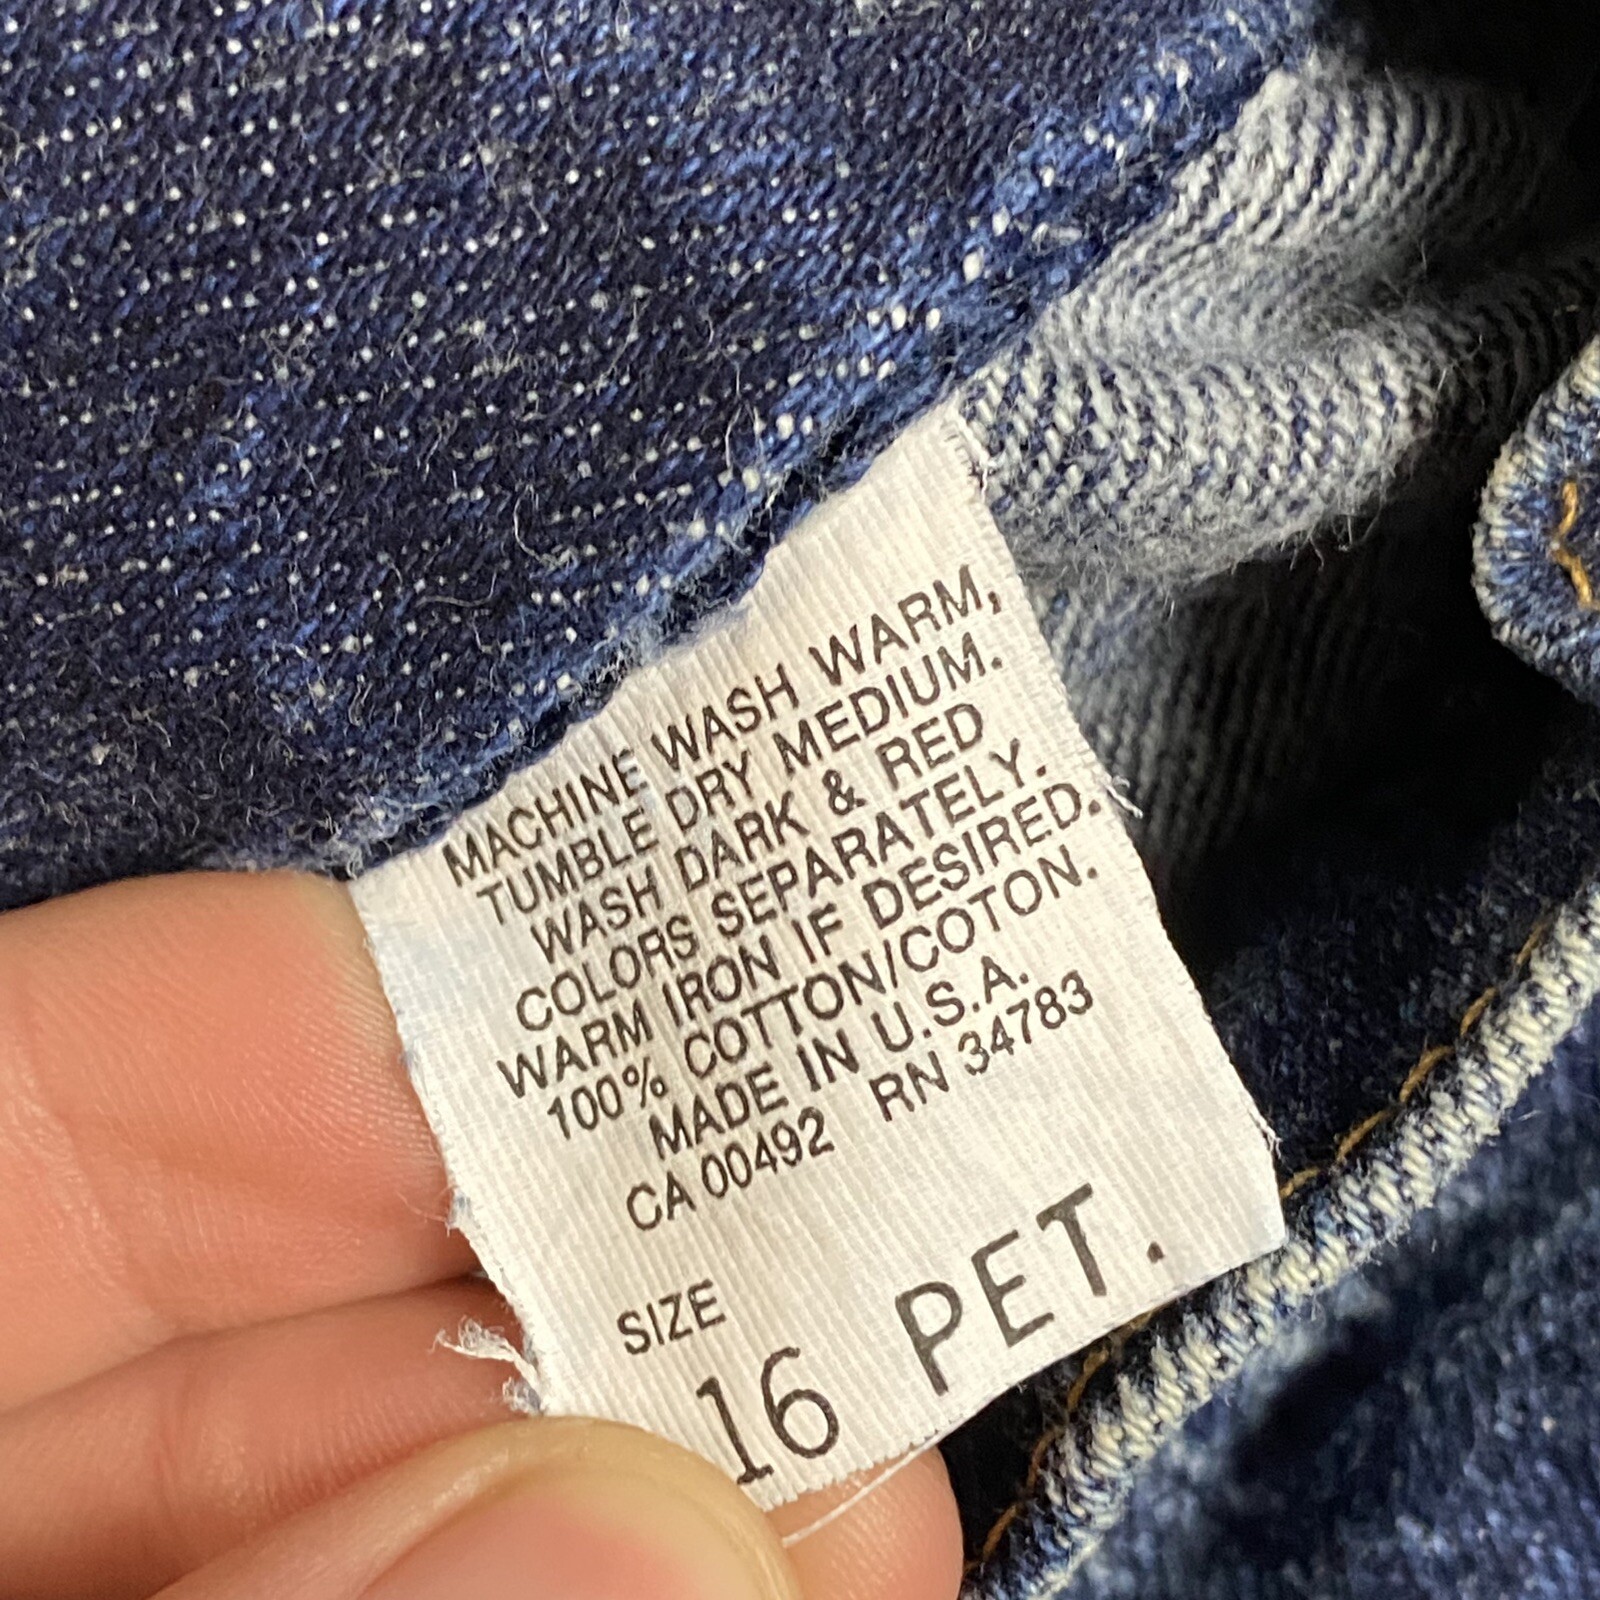 MACHINE WASH WARM,
TUMBLE DRY MEDIUM.
WASH DARK & RED
COLORS SEPARATELY.
WARM IRON IF DESIRED.
100% COTTON/COTON.
MADE IN U.S.A.
CA 00492 RN 34783
SIZE
16 PET.